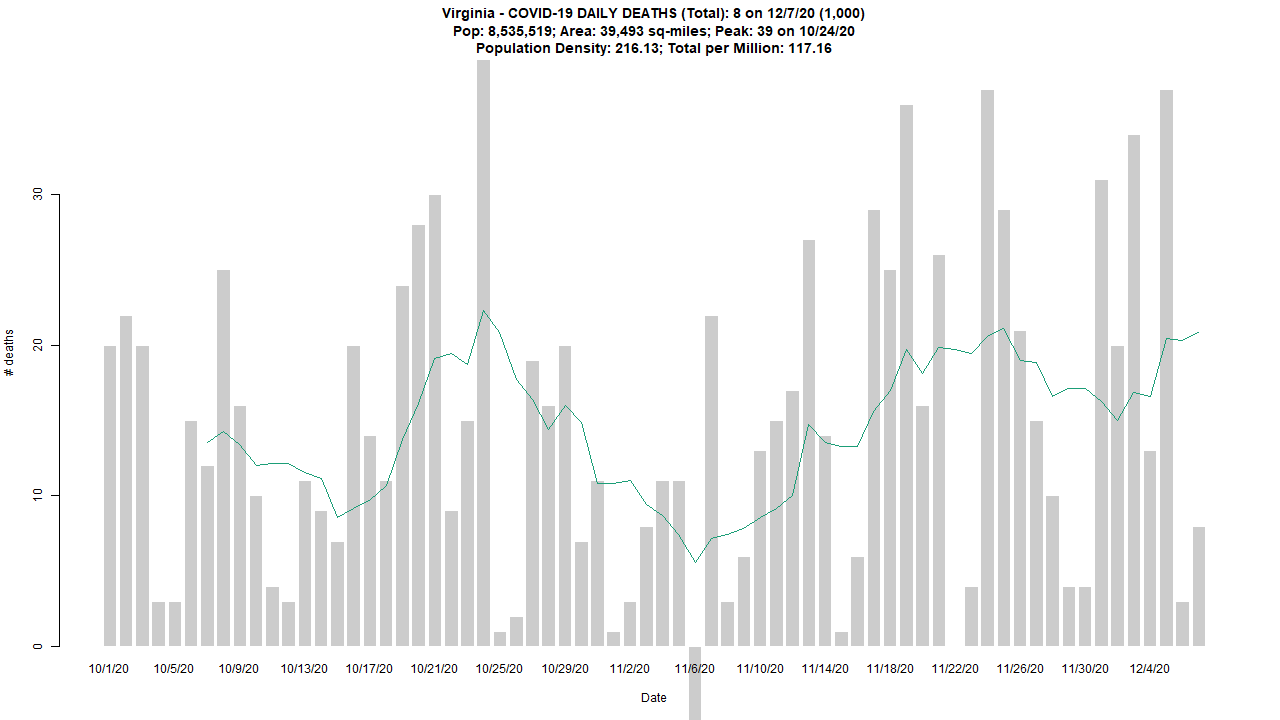 Virginia - COVID-19 DAILY DEATHS (Total): 8 on 12/7/20 (1,000)
Pop: 8,535,519; Area: 39,493 sq-miles; Peak: 39 on 10/24/20
Population Density: 216.13; Total per Million: 117.16
30
20
10
0
# deaths
10/1/20 10/5/20 10/9/20 10/13/20 10/17/20 10/21/20 10/25/20 10/29/20 11/2/20 11/6/20 11/10/20 11/14/20 11/18/20 11/22/20 11/26/20 11/30/20 12/4/20
Date